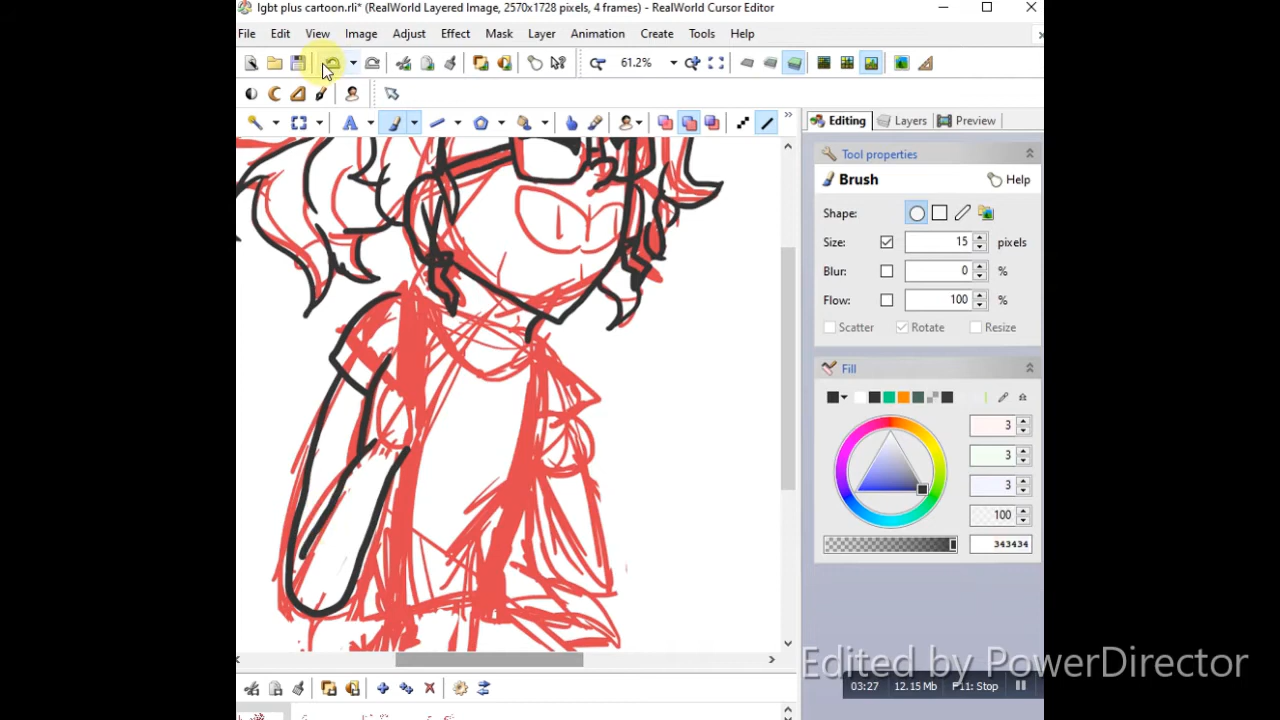 lgbt plus cartoon.rli* (RealWorld Layered Image, 2570x1728 pixels, 4 frames) - RealWorld Cursor Editor
File Edit View Image Adjust Effect Mask Layer Animation Create Tools Help
61.2%
Editing Layers Preview
Tool properties
Brush Help
Shape:
Size: 15 pixels
Blur: 0 %
Flow: 100 %
Scatter Rotate Resize
Fill
3
3
3
100
343434
Edited by PowerDirector
03:27 12.15 Mb F11: Stop